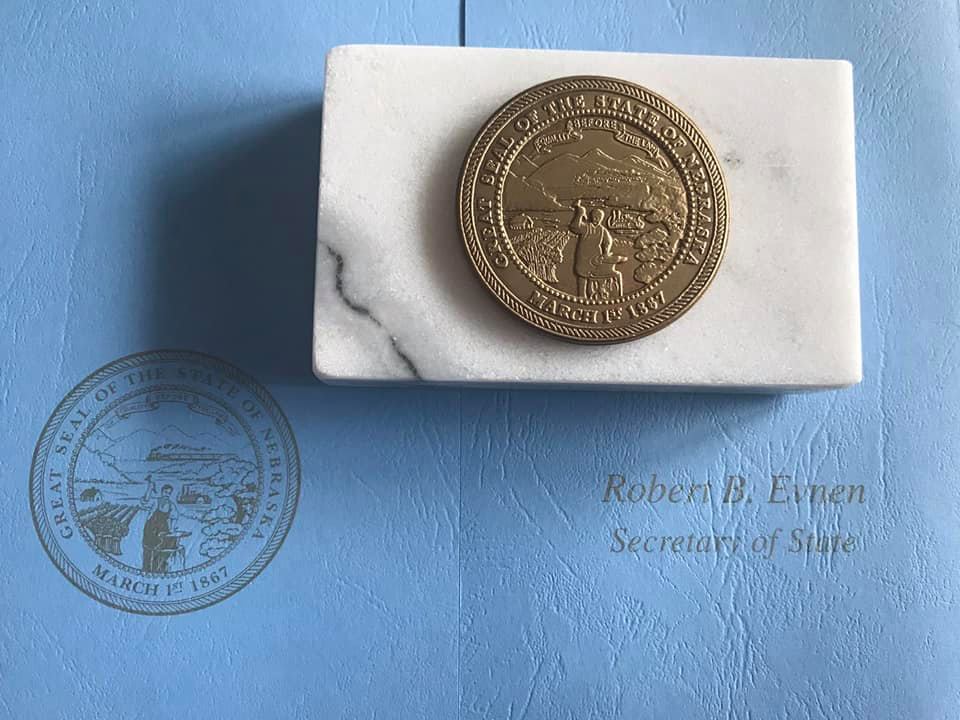 GREAT SEAL OF THE STATE OF NEBRASKA
EQUALITY BEFORE THE LAW
MARCH 1ST 1867
GREAT SEAL OF THE STATE OF NEBRASKA
MARCH 1ST 1867
Robert B. Evnen
Secretary of State